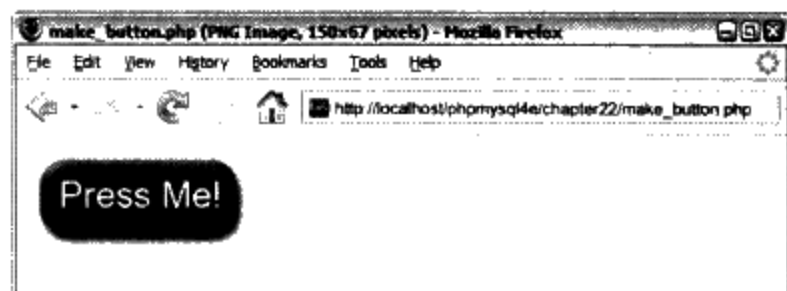 make_button.php (PNG Image, 150x67 pixels) - Mozilla Firefox
File Edit View History Bookmarks Tools Help
http://localhost/phpmysql4e/chapter22/make_button.php
Press Me!